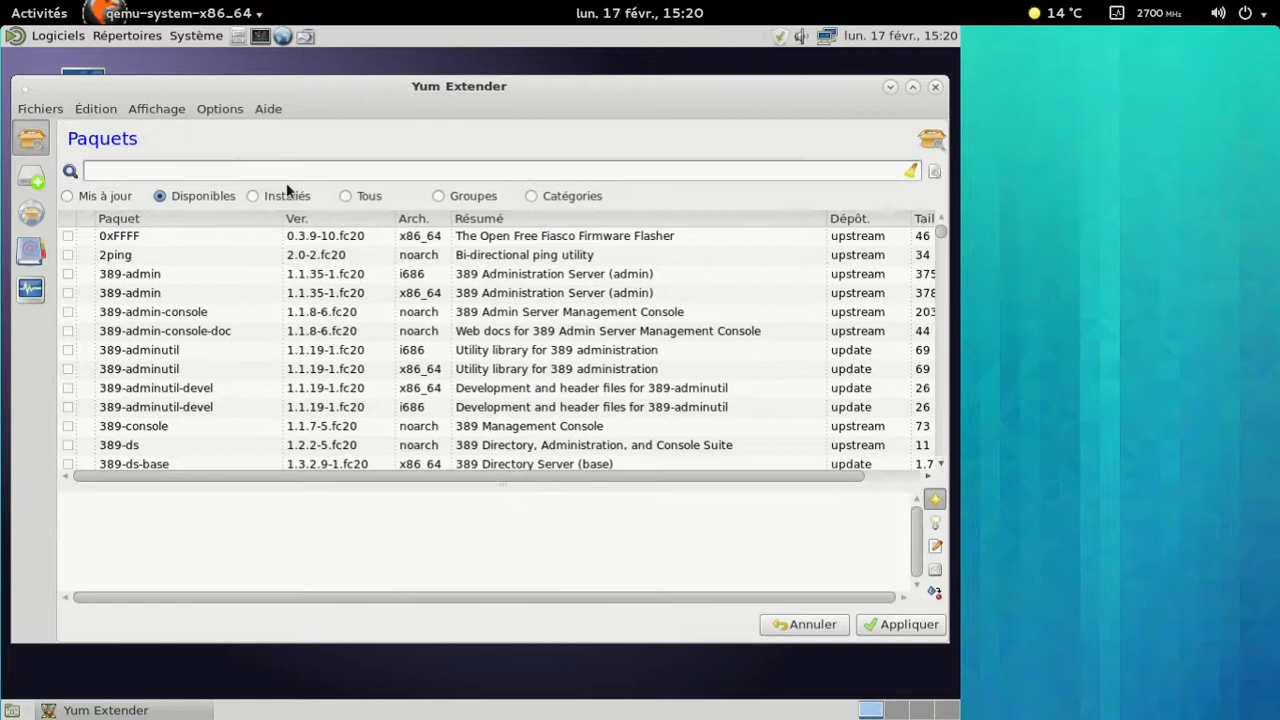 Activités qemu-system-x86_64 lun. 17 févr., 15:20 14 °C 2700 MHz
Logiciels Répertoires Système lun. 17 févr., 15:20
Yum Extender
Fichiers Édition Affichage Options Aide
Paquets
Mis à jour Disponibles Installés Tous Groupes Catégories
Paquet Ver. Arch. Résumé Dépôt. Tail
0xFFFF 0.3.9-10.fc20 x86_64 The Open Free Fiasco Firmware Flasher upstream 46
2ping 2.0-2.fc20 noarch Bi-directional ping utility upstream 34
389-admin 1.1.35-1.fc20 i686 389 Administration Server (admin) upstream 375
389-admin 1.1.35-1.fc20 x86_64 389 Administration Server (admin) upstream 378
389-admin-console 1.1.8-6.fc20 noarch 389 Admin Server Management Console upstream 203
389-admin-console-doc 1.1.8-6.fc20 noarch Web docs for 389 Admin Server Management Console upstream 44
389-adminutil 1.1.19-1.fc20 i686 Utility library for 389 administration update 69
389-adminutil 1.1.19-1.fc20 x86_64 Utility library for 389 administration update 69
389-adminutil-devel 1.1.19-1.fc20 x86_64 Development and header files for 389-adminutil update 26
389-adminutil-devel 1.1.19-1.fc20 i686 Development and header files for 389-adminutil update 26
389-console 1.1.7-5.fc20 noarch 389 Management Console upstream 73
389-ds 1.2.2-5.fc20 noarch 389 Directory, Administration, and Console Suite upstream 11
389-ds-base 1.3.2.9-1.fc20 x86_64 389 Directory Server (base) update 1.7
Annuler Appliquer
Yum Extender